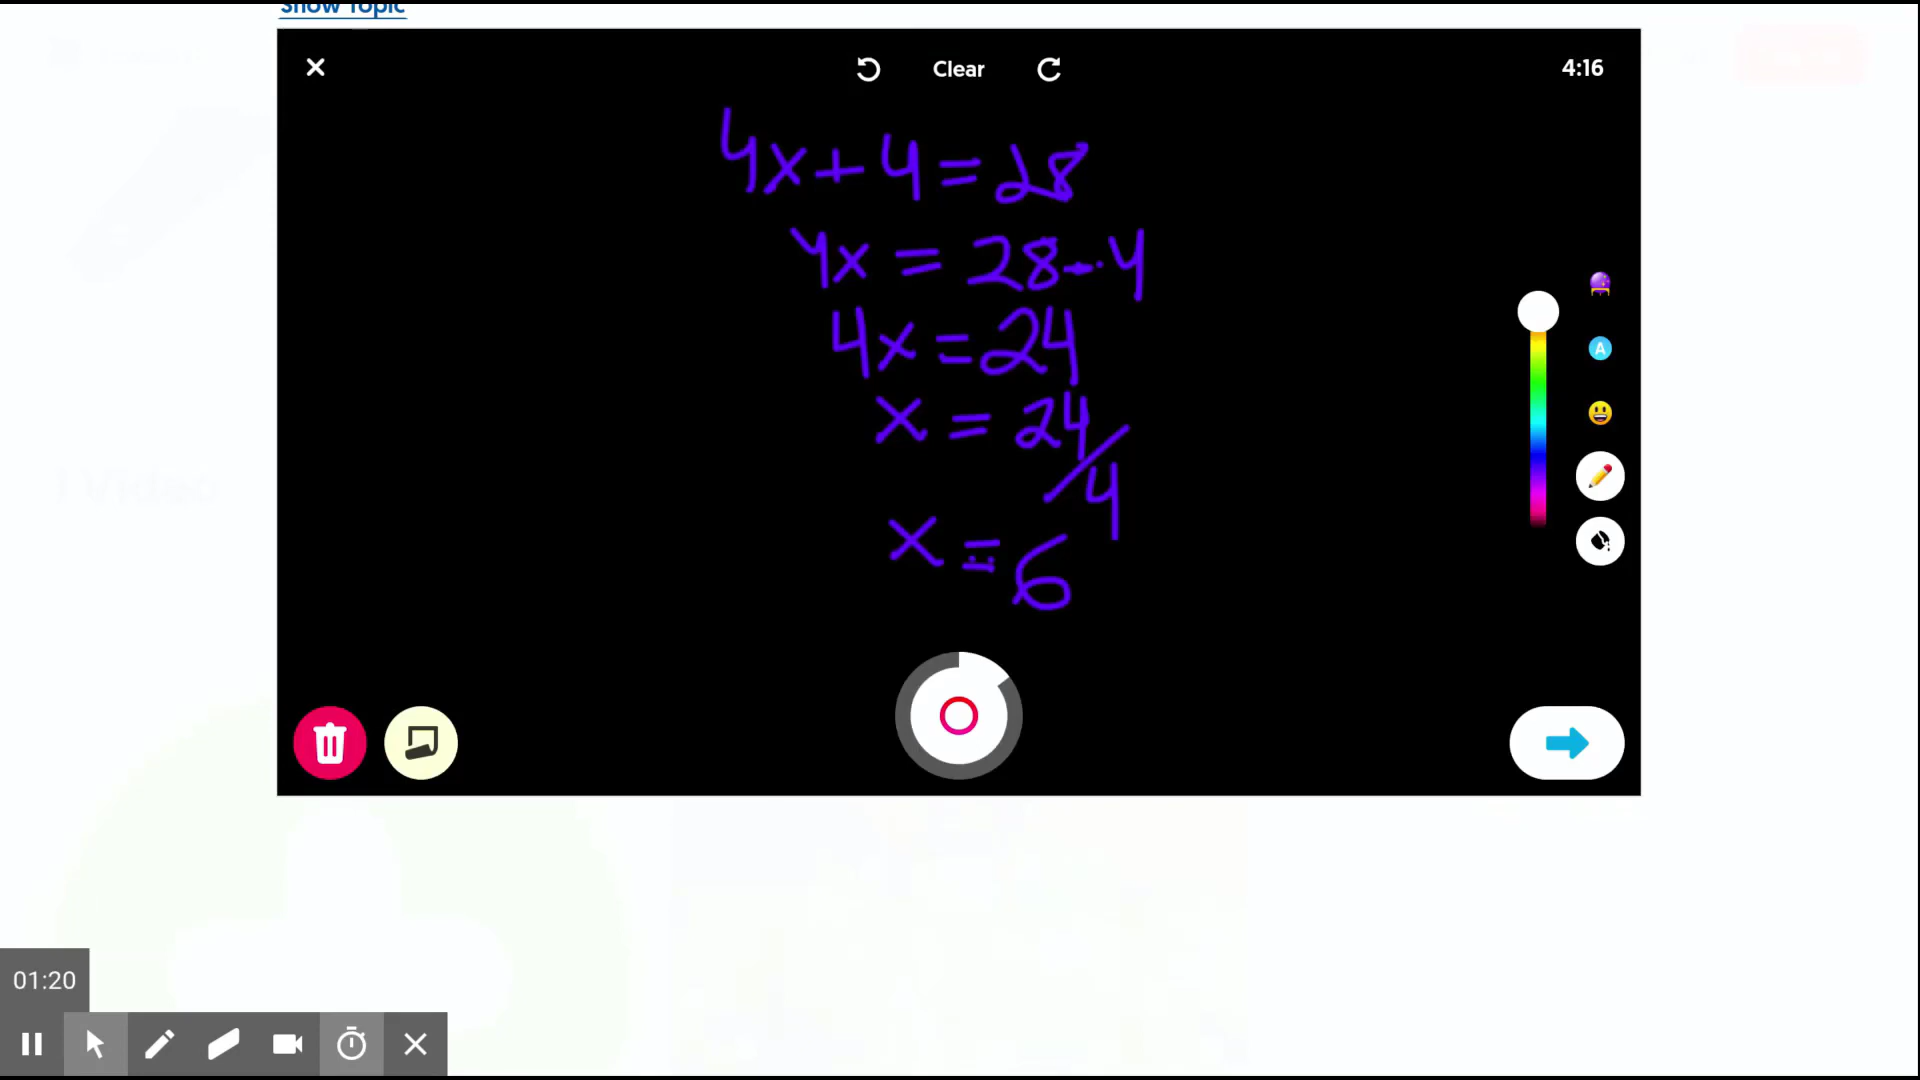 Show Topic
Clear
4:16
4x+4=28
4x=28-4
4x=24
x=24/4
x=6
A
01:20